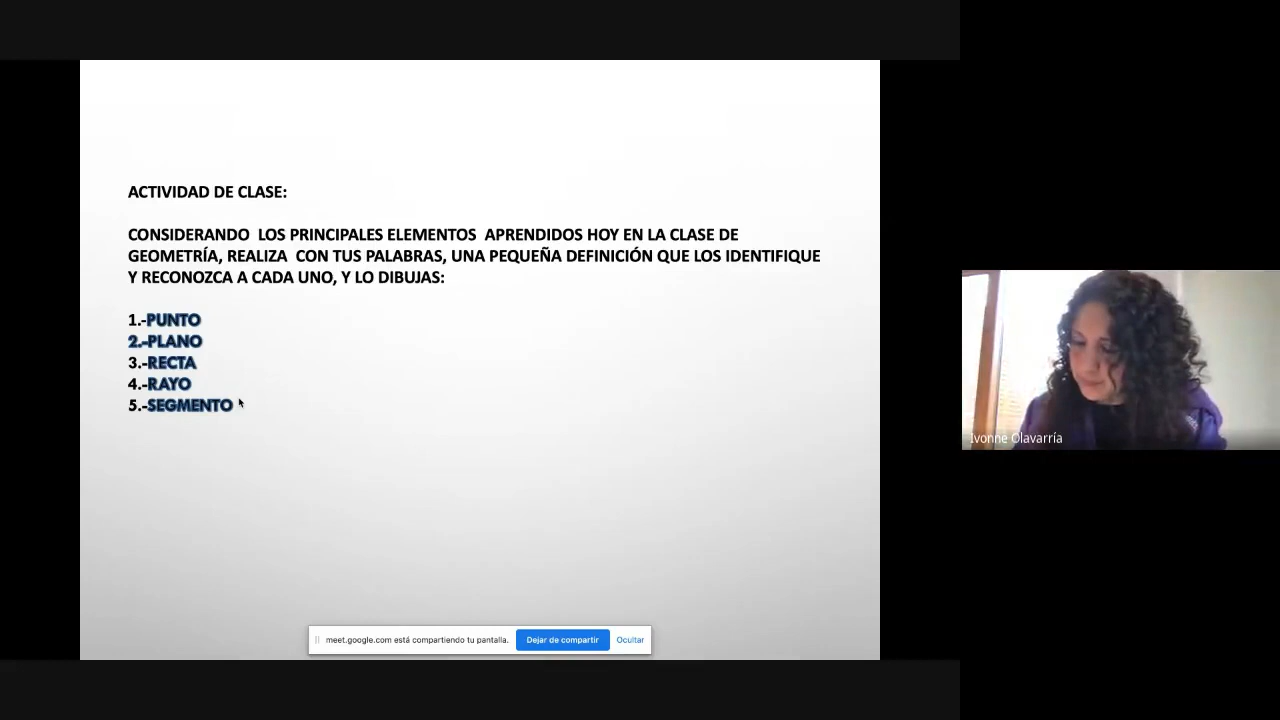 ACTIVIDAD DE CLASE:
CONSIDERANDO LOS PRINCIPALES ELEMENTOS APRENDIDOS HOY EN LA CLASE DE
GEOMETRÍA, REALIZA CON TUS PALABRAS, UNA PEQUEÑA DEFINICIÓN QUE LOS IDENTIFIQUE
Y RECONOZCA A CADA UNO, Y LO DIBUJAS:
1.-PUNTO
2.-PLANO
3.-RECTA
4.-RAYO
5.-SEGMENTO
Ivonne Olavarría
meet.google.com está compartiendo tu pantalla. Dejar de compartir Ocultar